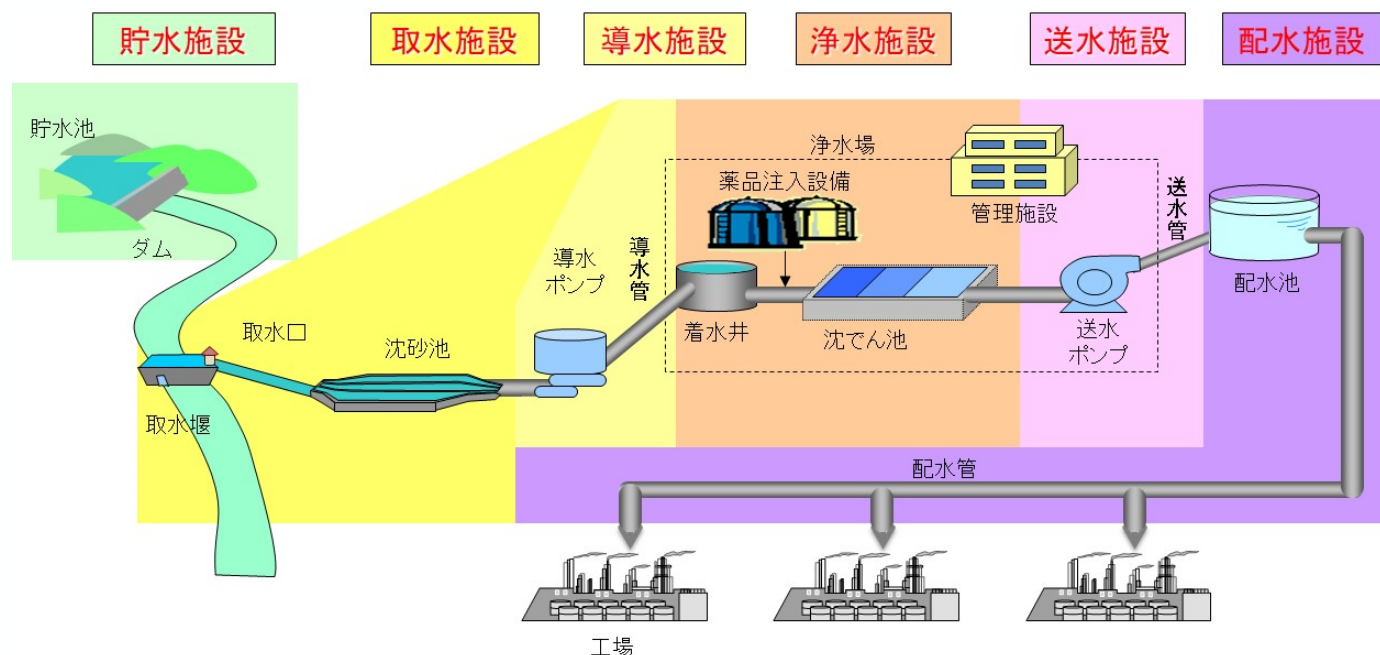 貯水施設
取水施設
導水施設
浄水施設
送水施設
配水施設
貯水池
ダム
取水口
取水堰
沈砂池
導水
ポンプ
導水管
浄水場
薬品注入設備
管理施設
着水井
沈でん池
送水
ポンプ
送水管
配水池
配水管
工場